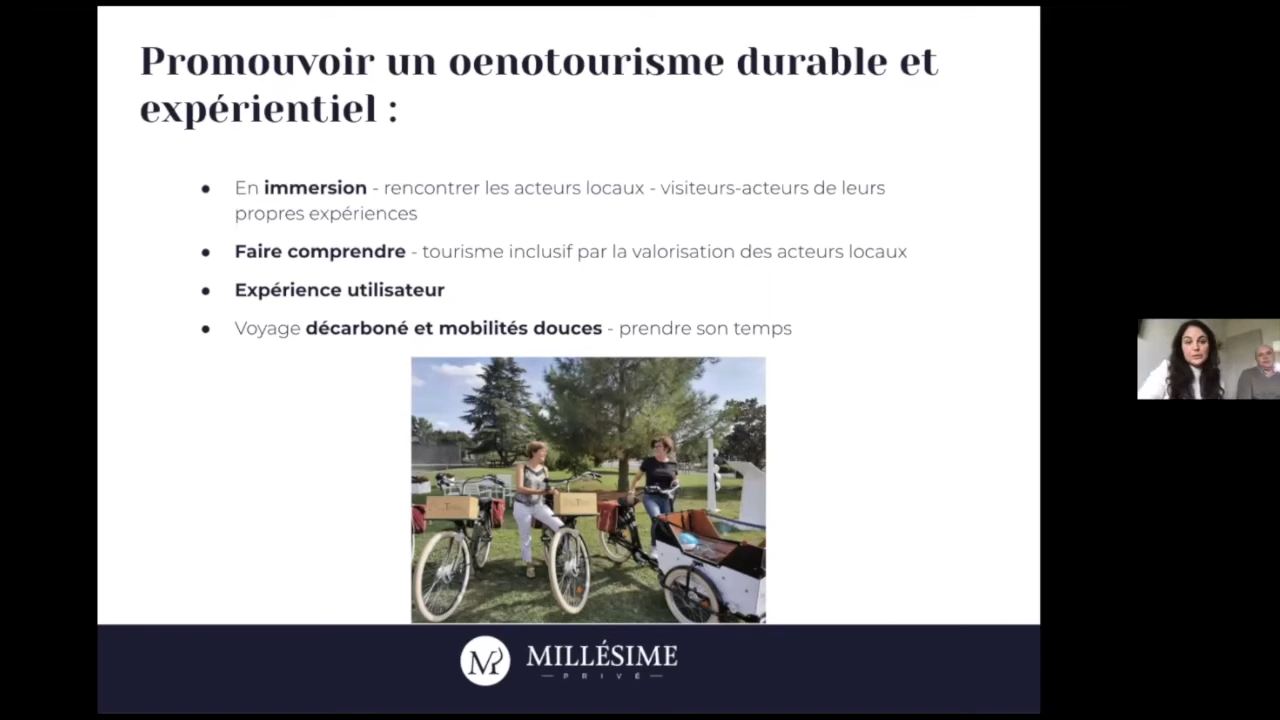 Promouvoir un oenotourisme durable et
expérientiel :
● En immersion - rencontrer les acteurs locaux - visiteurs-acteurs de leurs
propres expériences
● Faire comprendre - tourisme inclusif par la valorisation des acteurs locaux
● Expérience utilisateur
● Voyage décarboné et mobilités douces - prendre son temps
MP MILLÉSIME
PRIVÉ